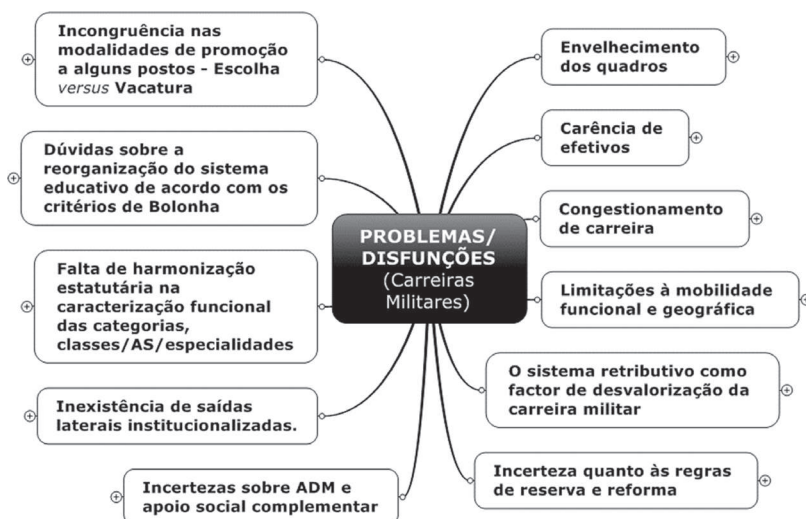 Incongruência nas
modalidades de promoção
a alguns postos - Escolha
versus Vacatura
Dúvidas sobre a
reorganização do sistema
educativo de acordo com os
critérios de Bolonha
Falta de harmonização
estatutária na
caracterização funcional
das categorias,
classes/AS/especialidades
Inexistência de saídas
laterais institucionalizadas.
Incertezas sobre ADM e
apoio social complementar
PROBLEMAS/
DISFUNÇÕES
(Carreiras
Militares)
Envelhecimento
dos quadros
Carência de
efetivos
Congestionamento
de carreira
Limitações à mobilidade
funcional e geográfica
O sistema retributivo como
factor de desvalorização da
carreira militar
Incerteza quanto às regras
de reserva e reforma